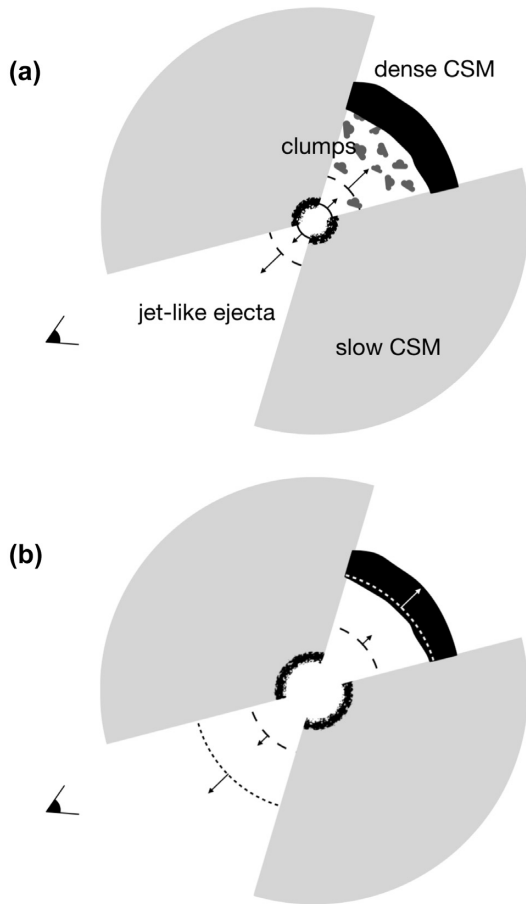 (a)
dense CSM
clumps
jet-like ejecta
slow CSM
(b)